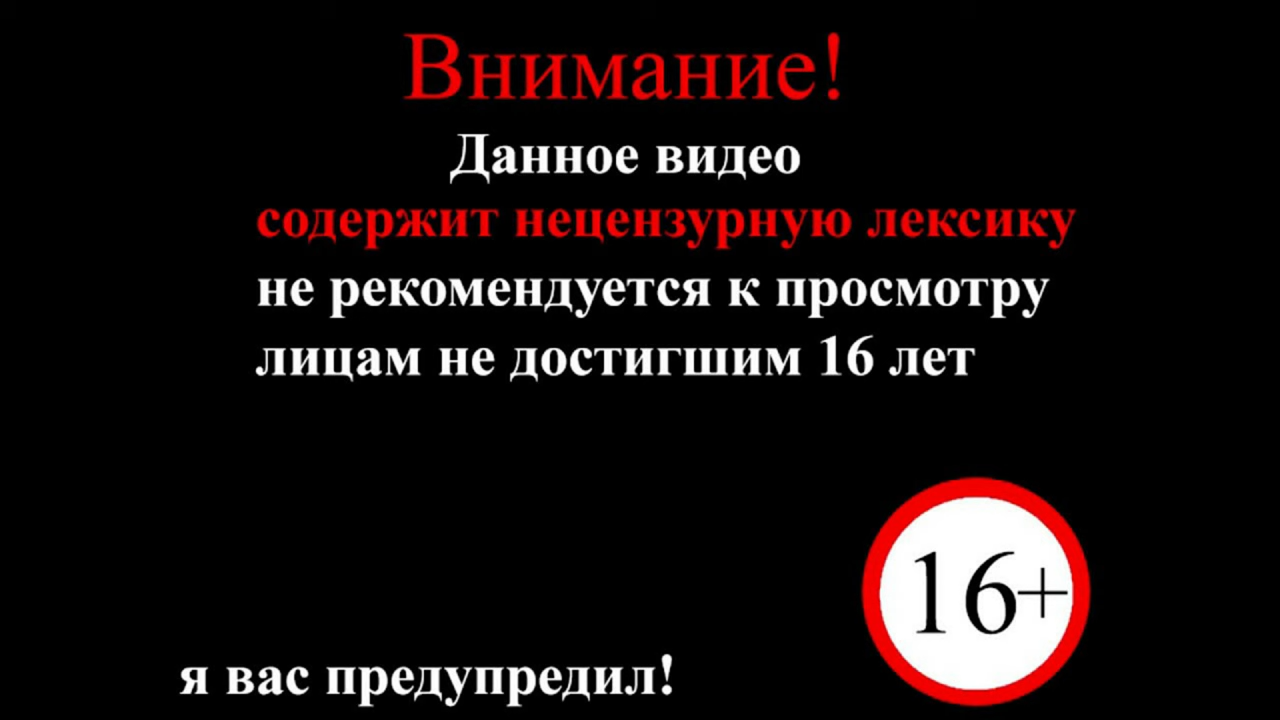 Внимание!
Данное видео
содержит нецензурную лексику
не рекомендуется к просмотру
лицам не достигшим 16 лет
16+
я вас предупредил!